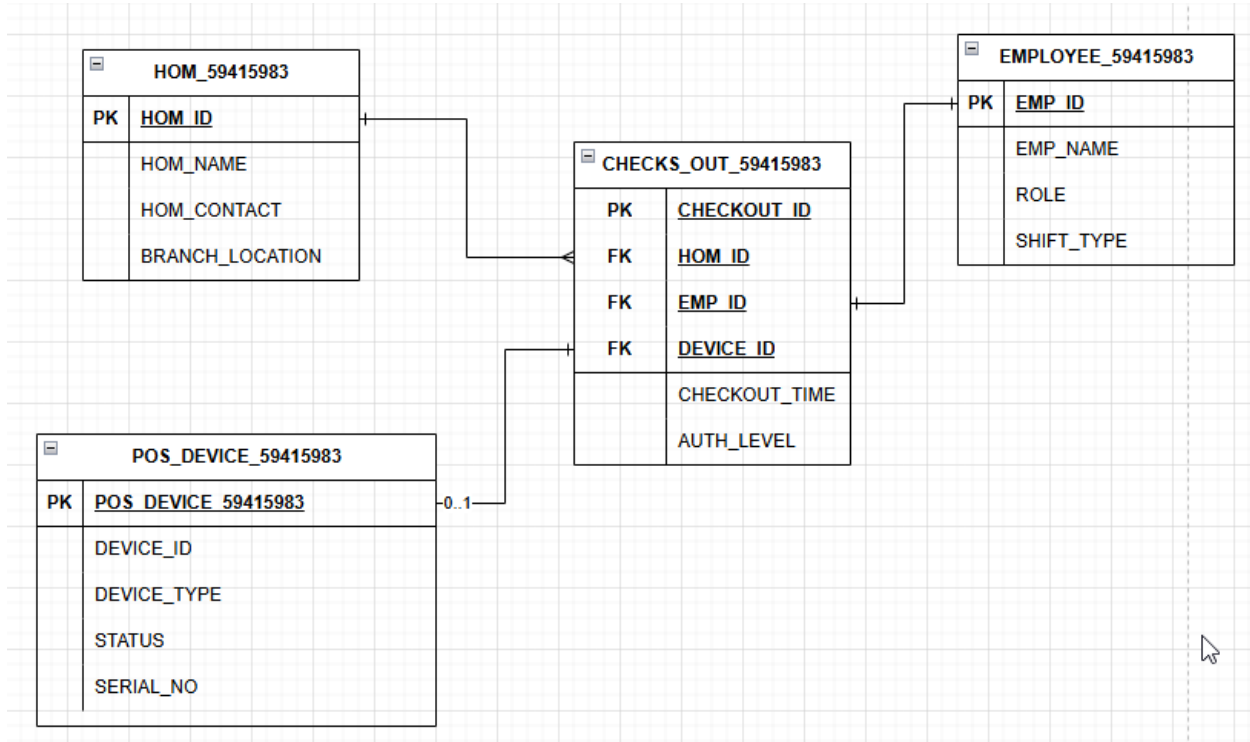 HOM_59415983
PK HOM_ID
HOM_NAME
HOM_CONTACT
BRANCH_LOCATION
EMPLOYEE_59415983
PK EMP_ID
EMP_NAME
ROLE
SHIFT_TYPE
CHECKS_OUT_59415983
PK CHECKOUT_ID
FK HOM_ID
FK EMP_ID
FK DEVICE_ID
CHECKOUT_TIME
AUTH_LEVEL
POS_DEVICE_59415983
PK POS_DEVICE_59415983
0..1
DEVICE_ID
DEVICE_TYPE
STATUS
SERIAL_NO